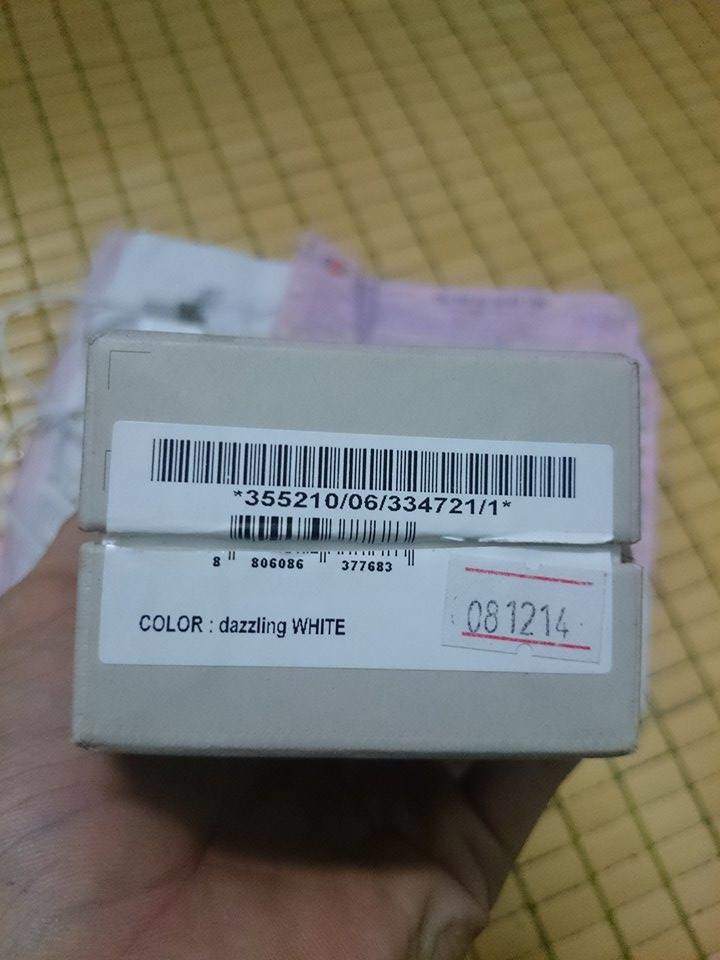 *355210/06/334721/1*
8 806086 377683
COLOR : dazzling WHITE
081214